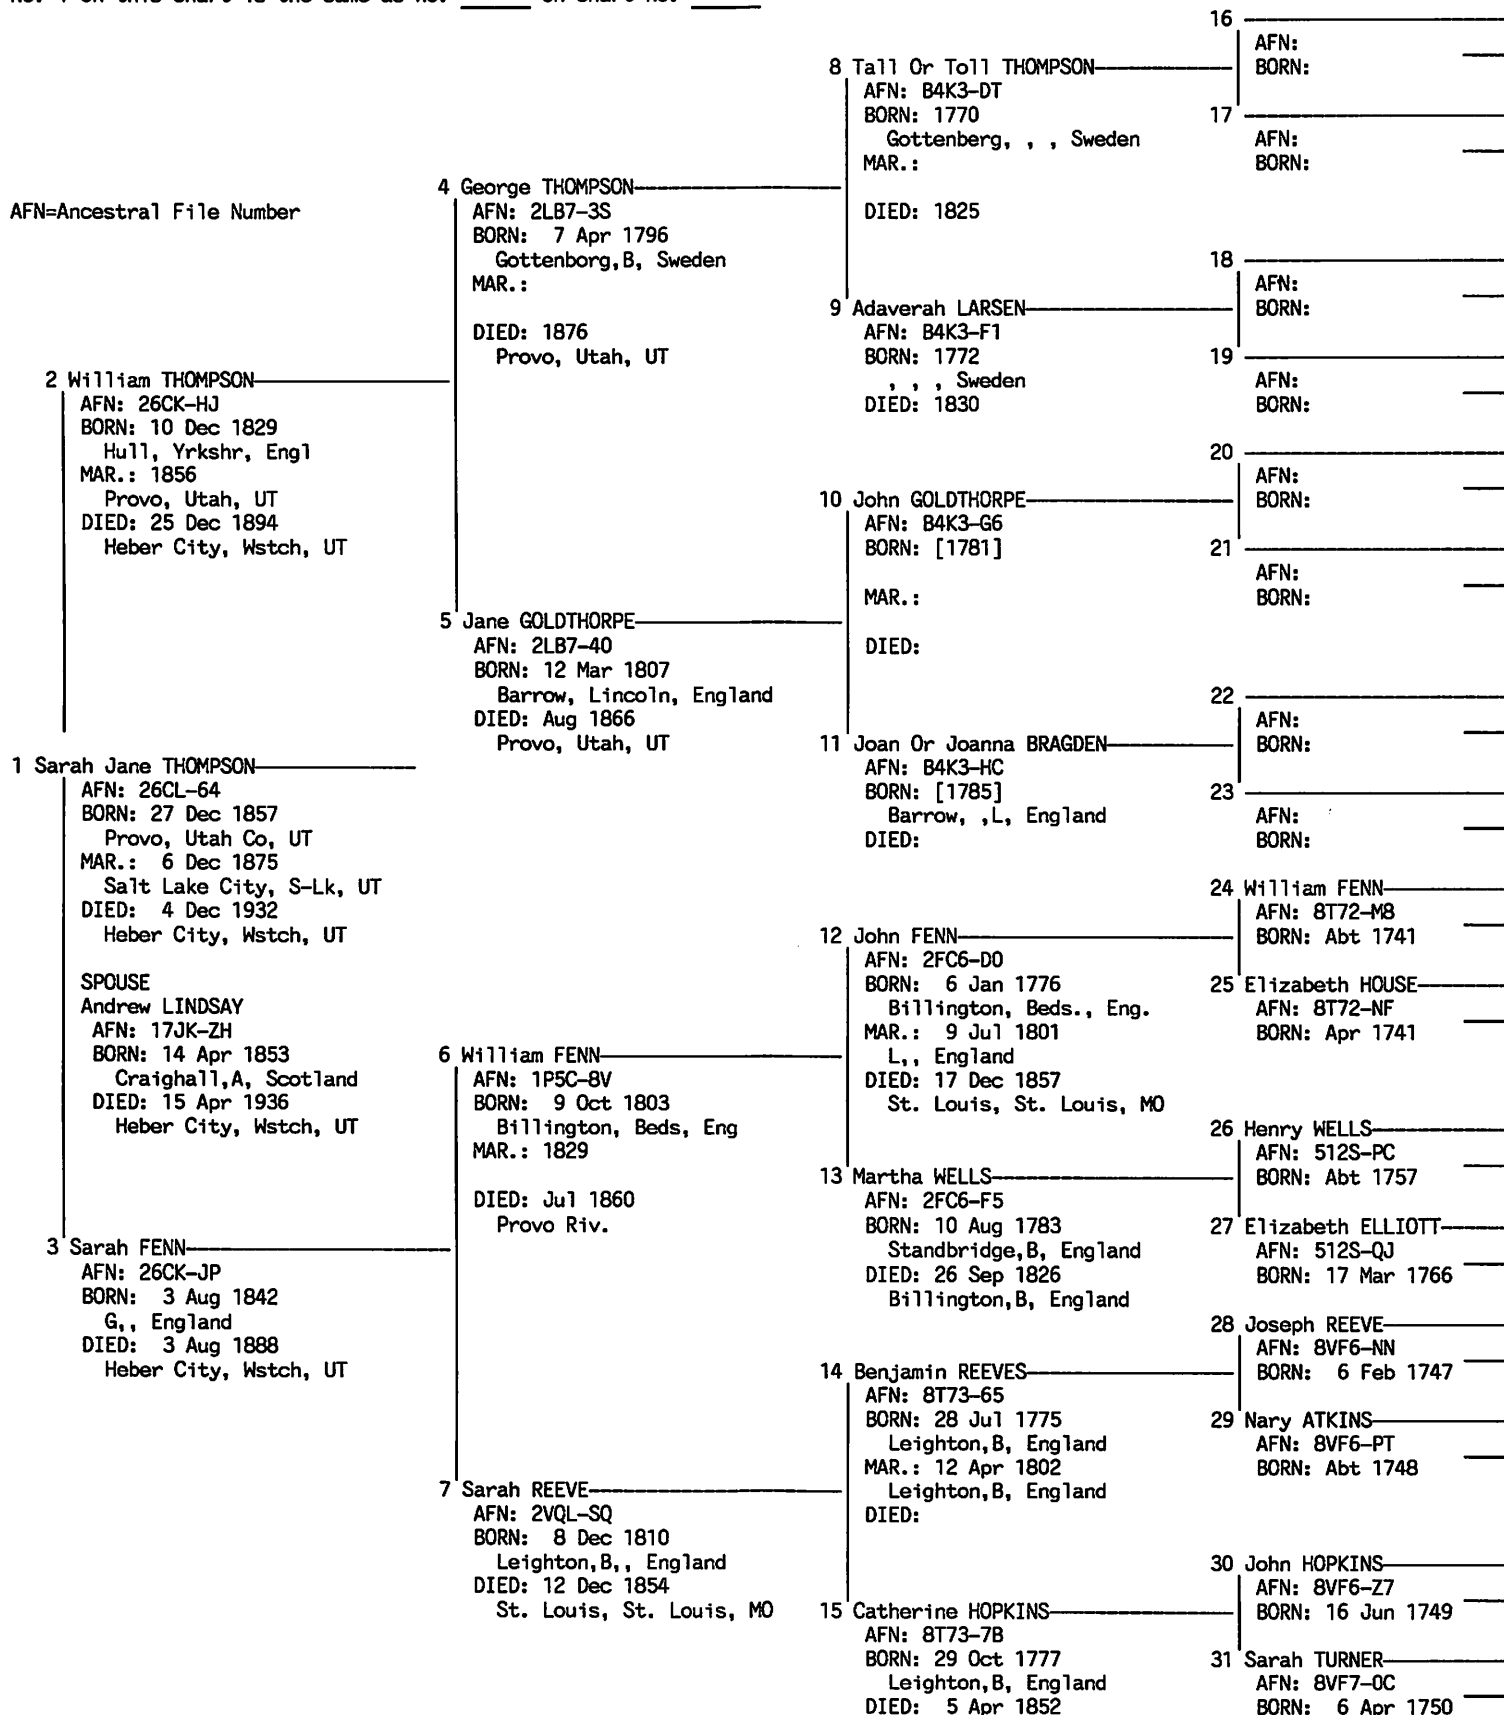 No. 1 on this chart is the same as No. _____ on chart No. _____
AFN=Ancestral File Number
1 Sarah Jane THOMPSON
AFN: 26CL-64
BORN: 27 Dec 1857
Provo, Utah Co, UT
MAR.: 6 Dec 1875
Salt Lake City, S-Lk, UT
DIED: 4 Dec 1932
Heber City, Wstch, UT
SPOUSE
Andrew LINDSAY
AFN: 17JK-ZH
BORN: 14 Apr 1853
Craighall,A, Scotland
DIED: 15 Apr 1936
Heber City, Wstch, UT
2 William THOMPSON
AFN: 26CK-HJ
BORN: 10 Dec 1829
Hull, Yrkshr, Engl
MAR.: 1856
Provo, Utah, UT
DIED: 25 Dec 1894
Heber City, Wstch, UT
3 Sarah FENN
AFN: 26CK-JP
BORN: 3 Aug 1842
G,, England
DIED: 3 Aug 1888
Heber City, Wstch, UT
4 George THOMPSON
AFN: 2LB7-3S
BORN: 7 Apr 1796
Gottenborg,B, Sweden
MAR.:
DIED: 1876
Provo, Utah, UT
5 Jane GOLDTHORPE
AFN: 2LB7-40
BORN: 12 Mar 1807
Barrow, Lincoln, England
DIED: Aug 1866
Provo, Utah, UT
6 William FENN
AFN: 1P5C-8V
BORN: 9 Oct 1803
Billington, Beds, Eng
MAR.: 1829
DIED: Jul 1860
Provo Riv.
7 Sarah REEVE
AFN: 2VQL-SQ
BORN: 8 Dec 1810
Leighton,B,, England
DIED: 12 Dec 1854
St. Louis, St. Louis, MO
8 Tall Or Toll THOMPSON
AFN: B4K3-DT
BORN: 1770
Gottenberg, , , Sweden
MAR.:
DIED: 1825
9 Adaverah LARSEN
AFN: B4K3-F1
BORN: 1772
, , , Sweden
DIED: 1830
10 John GOLDTHORPE
AFN: B4K3-G6
BORN: [1781]
MAR.:
DIED:
11 Joan Or Joanna BRAGDEN
AFN: B4K3-HC
BORN: [1785]
Barrow, ,L, England
DIED:
12 John FENN
AFN: 2FC6-D0
BORN: 6 Jan 1776
Billington, Beds., Eng.
MAR.: 9 Jul 1801
L,, England
DIED: 17 Dec 1857
St. Louis, St. Louis, MO
13 Martha WELLS
AFN: 2FC6-F5
BORN: 10 Aug 1783
Standbridge,B, England
DIED: 26 Sep 1826
Billington,B, England
14 Benjamin REEVES
AFN: 8T73-65
BORN: 28 Jul 1775
Leighton,B, England
MAR.: 12 Apr 1802
Leighton,B, England
DIED:
15 Catherine HOPKINS
AFN: 8T73-7B
BORN: 29 Oct 1777
Leighton,B, England
DIED: 5 Apr 1852
16
AFN:
BORN:
17
AFN:
BORN:
18
AFN:
BORN:
19
AFN:
BORN:
20
AFN:
BORN:
21
AFN:
BORN:
22
AFN:
BORN:
23
AFN:
BORN:
24 William FENN
AFN: 8T72-M8
BORN: Abt 1741
25 Elizabeth HOUSE
AFN: 8T72-NF
BORN: Apr 1741
26 Henry WELLS
AFN: 512S-PC
BORN: Abt 1757
27 Elizabeth ELLIOTT
AFN: 512S-QJ
BORN: 17 Mar 1766
28 Joseph REEVE
AFN: 8VF6-NN
BORN: 6 Feb 1747
29 Nary ATKINS
AFN: 8VF6-PT
BORN: Abt 1748
30 John HOPKINS
AFN: 8VF6-Z7
BORN: 16 Jun 1749
31 Sarah TURNER
AFN: 8VF7-0C
BORN: 6 Apr 1750